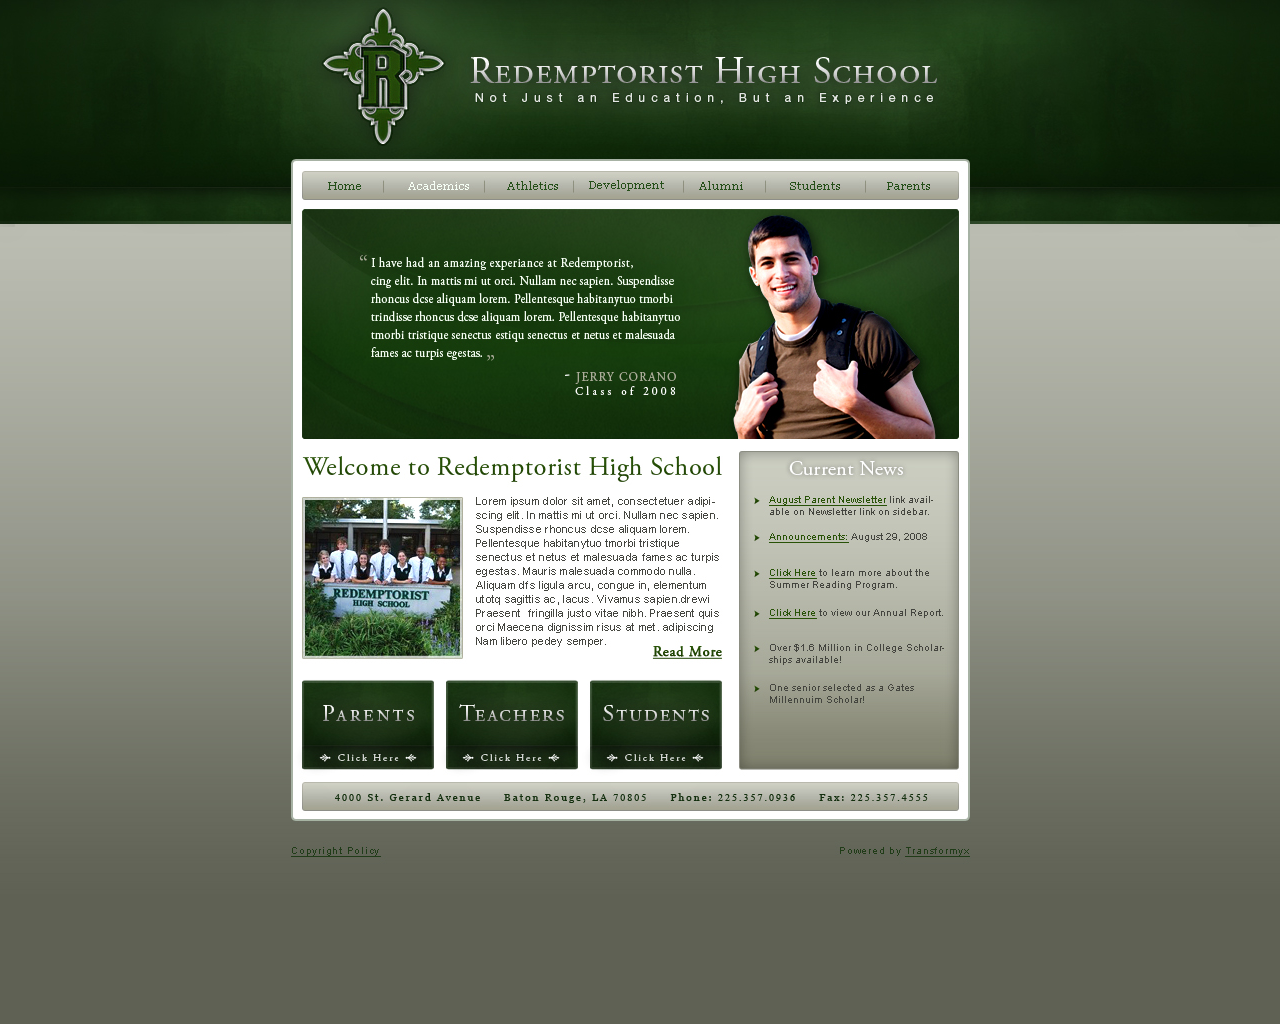 R
REDEMPTORIST HIGH SCHOOL
Not Just an Education, But an Experience
Home
Academics
Athletics
Development
Alumni
Students
Parents
“ I have had an amazing experiance at Redemptorist,
cing elit. In mattis mi ut orci. Nullam nec sapien. Suspendisse
rhoncus dcse aliquam lorem. Pellentesque habitanytuo tmorbi
trindisse rhoncus dcse aliquam lorem. Pellentesque habitanytuo
tmorbi tristique senectus estiqu senectus et netus et malesuada
fames ac turpis egestas. ”
- JERRY CORANO
Class of 2008
Welcome to Redemptorist High School
Lorem ipsum dolor sit amet, consectetuer adipi-
scing elit. In mattis mi ut orci. Nullam nec sapien.
Suspendisse rhoncus dcse aliquam lorem.
Pellentesque habitanytuo tmorbi tristique
senectus et netus et malesuada fames ac turpis
egestas. Mauris malesuada commodo nulla.
Aliquam dfs ligula arcu, congue in, elementum
utotq sagittis ac, lacus. Vivamus sapien.drewi
Praesent fringilla justo vitae nibh. Praesent quis
orci Maecena dignissim risus at met. adipiscing
Nam libero pedey semper.
Read More
REDEMPTORIST
HIGH SCHOOL
Current News
August Parent Newsletter link avail-
able on Newsletter link on sidebar.
Announcements: August 29, 2008
Click Here to learn more about the
Summer Reading Program.
Click Here to view our Annual Report.
Over $1.6 Million in College Scholar-
ships available!
One senior selected as a Gates
Millennuim Scholar!
PARENTS
Click Here
TEACHERS
Click Here
STUDENTS
Click Here
4000 St. Gerard Avenue Baton Rouge, LA 70805 Phone: 225.357.0936 Fax: 225.357.4555
Copyright Policy
Powered by Transformyx